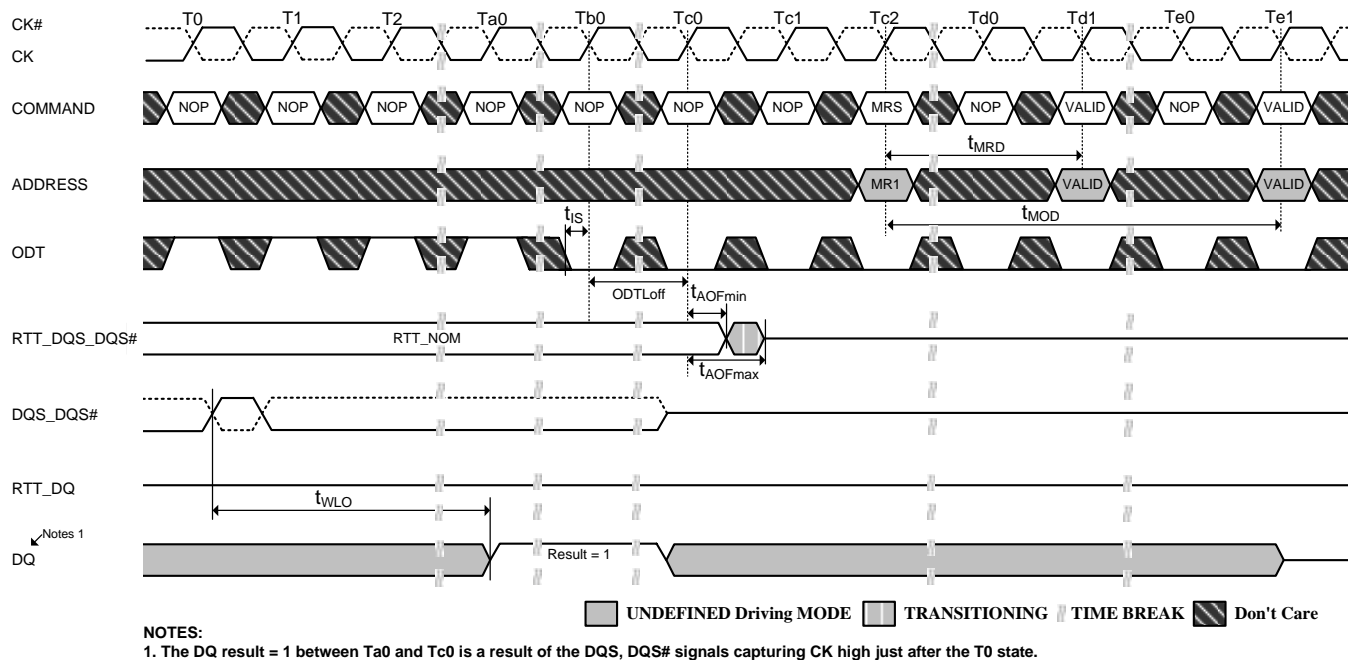 CK#
CK
T0 T1 T2 Ta0 Tb0 Tc0 Tc1 Tc2 Td0 Td1 Te0 Te1
COMMAND NOP NOP NOP NOP NOP NOP NOP MRS NOP VALID NOP VALID
tMRD
ADDRESS MR1 VALID VALID
tIS tMOD
ODT
ODTLoff tAOFmin
RTT_DQS_DQS# RTT_NOM
tAOFmax
DQS_DQS#
RTT_DQ
tWLO
Notes 1
DQ Result = 1
UNDEFINED Driving MODE TRANSITIONING TIME BREAK Don't Care
NOTES:
1. The DQ result = 1 between Ta0 and Tc0 is a result of the DQS, DQS# signals capturing CK high just after the T0 state.